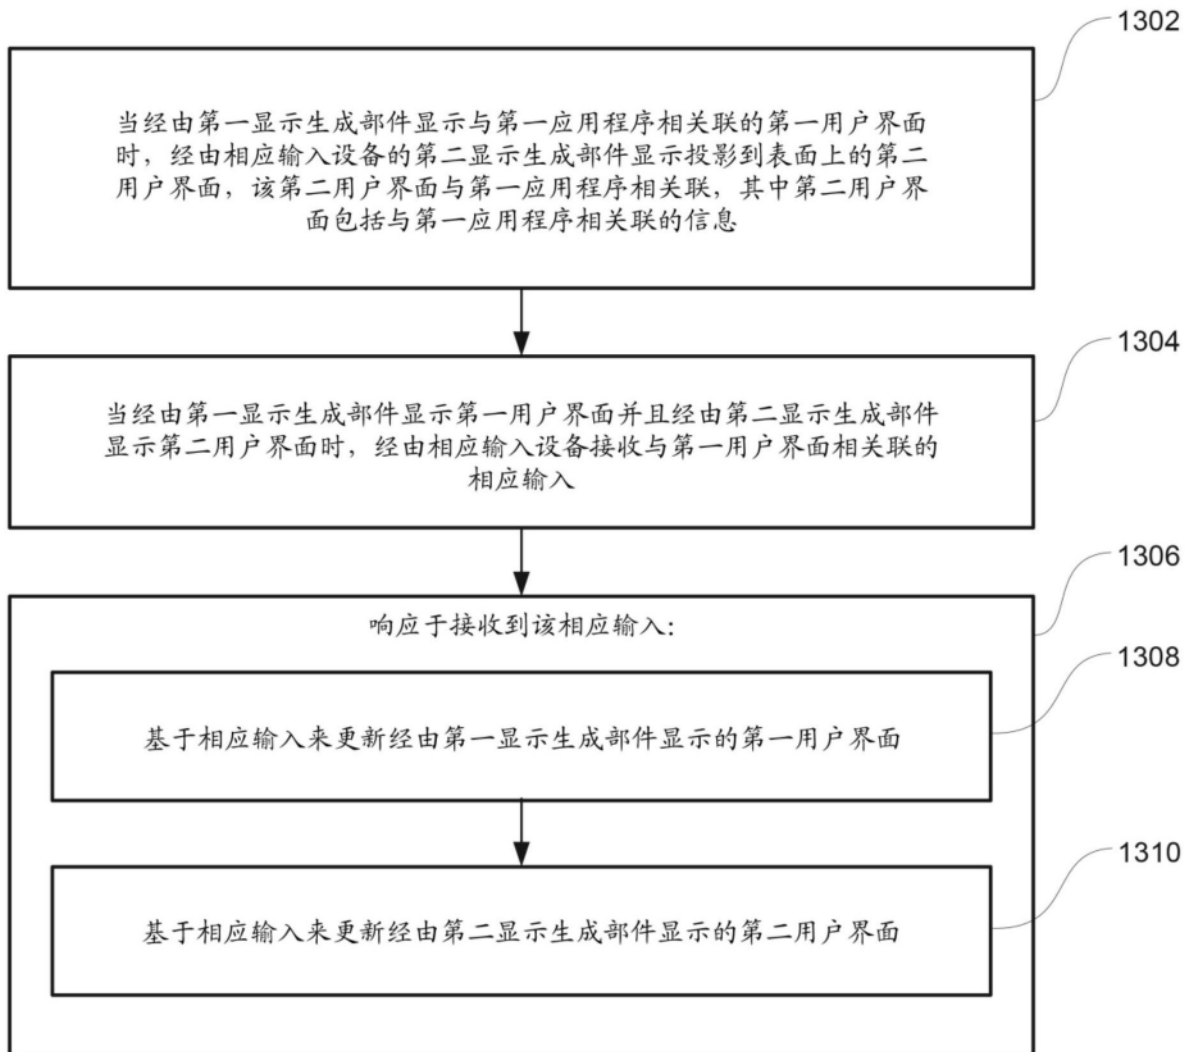 1302
当经由第一显示生成部件显示与第一应用程序相关联的第一用户界面
时，经由相应输入设备的第二显示生成部件显示投影到表面上的第二
用户界面，该第二用户界面与第一应用程序相关联，其中第二用户界
面包括与第一应用程序相关联的信息
1304
当经由第一显示生成部件显示第一用户界面并且经由第二显示生成部件
显示第二用户界面时，经由相应输入设备接收与第一用户界面相关联的
相应输入
1306
响应于接收到该相应输入：
1308
基于相应输入来更新经由第一显示生成部件显示的第一用户界面
1310
基于相应输入来更新经由第二显示生成部件显示的第二用户界面